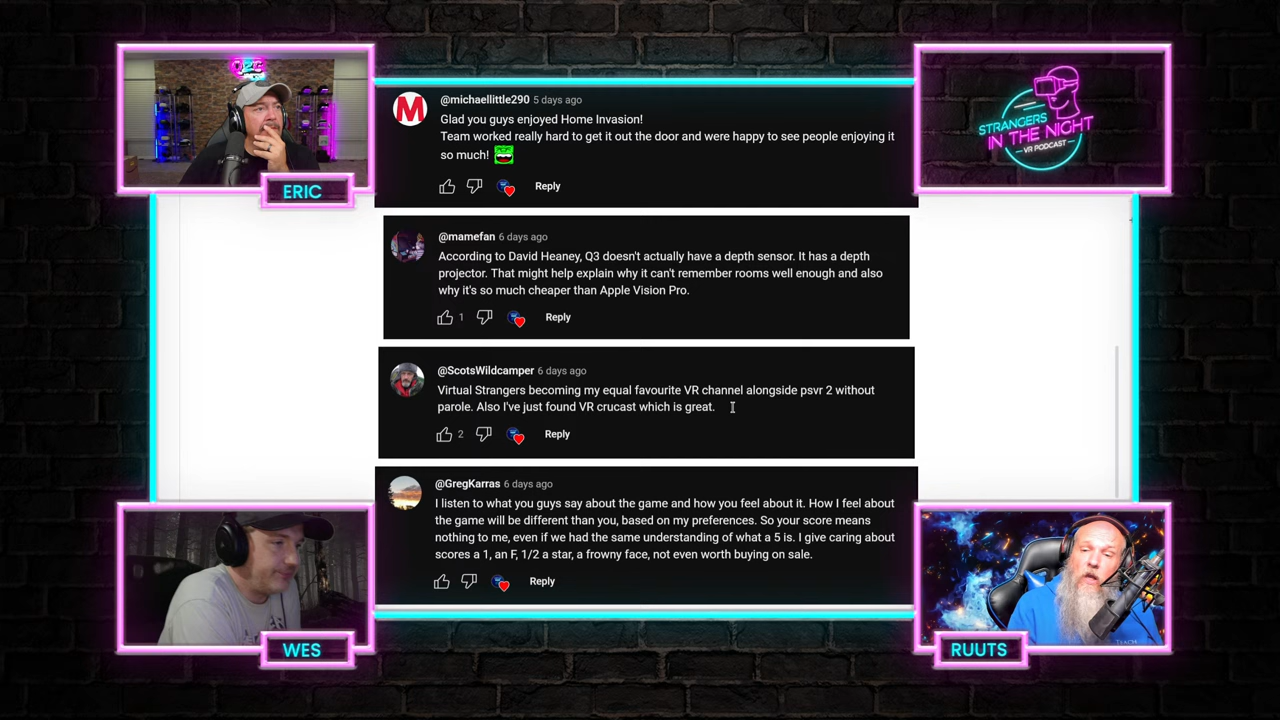 ERIC
STRANGERS
IN THE NIGHT
VR PODCAST
@michaellittle290 5 days ago
Glad you guys enjoyed Home Invasion!
Team worked really hard to get it out the door and were happy to see people enjoying it
so much!
Reply
@mamefan 6 days ago
According to David Heaney, Q3 doesn't actually have a depth sensor. It has a depth
projector. That might help explain why it can't remember rooms well enough and also
why it's so much cheaper than Apple Vision Pro.
1 Reply
@ScotsWildcamper 6 days ago
Virtual Strangers becoming my equal favourite VR channel alongside psvr 2 without
parole. Also I've just found VR crucast which is great.
2 Reply
@GregKarras 6 days ago
I listen to what you guys say about the game and how you feel about it. How I feel about
the game will be different than you, based on my preferences. So your score means
nothing to me, even if we had the same understanding of what a 5 is. I give caring about
scores a 1, an F, 1/2 a star, a frowny face, not even worth buying on sale.
Reply
WES
RUUTS